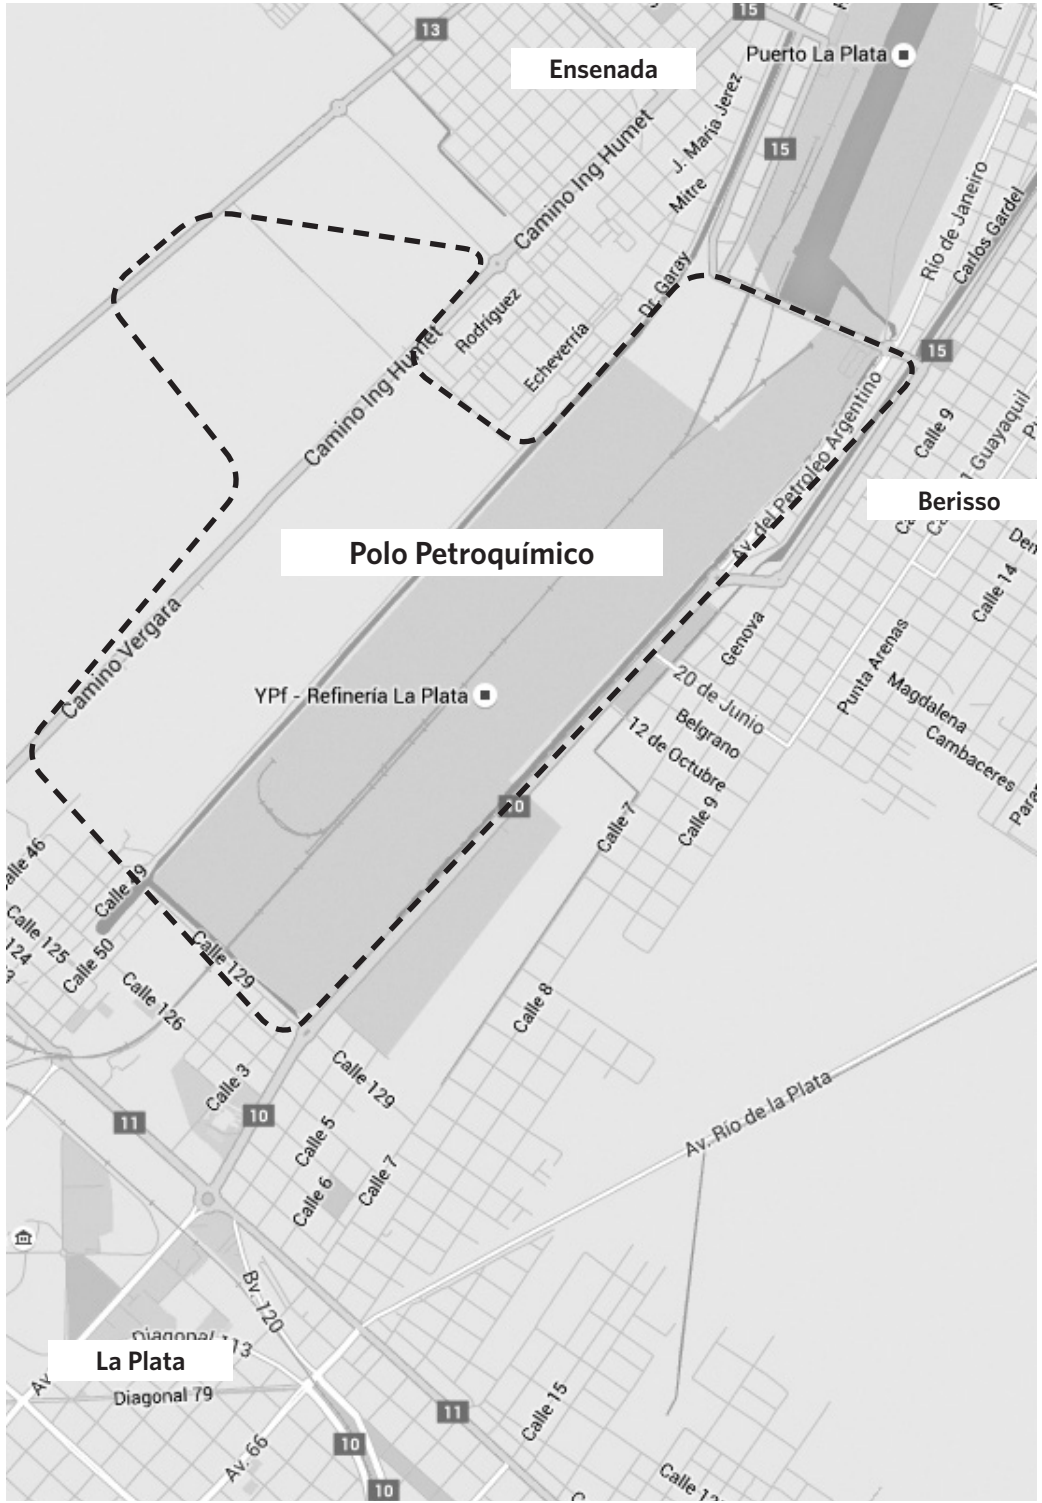 15
13
Puerto La Plata
Ensenada
J. María Jerez
15
Camino Ing Humet
Mitre
Río de Janeiro
Carlos Gardel
Dr. Garay
Rodríguez
Echeverría
15
Camino Ing Humet
Av. del Petroleo Argentino
Calle 9
Guayaquil
Berisso
Polo Petroquímico
Calle 14
Camino Vergara
Genova
Punta Arenas
20 de Junio
Magdalena
YPf - Refinería La Plata
Belgrano
12 de Octubre
Cambaceres
10
Calle 7
Calle 9
Calle 49
Calle 125
124
Calle 50
Calle 129
Calle 126
Calle 8
Calle 3
Calle 129
10
11
Calle 5
Av. Río de la Plata
Calle 7
Calle 6
Bv. 120
Diagonal 113
La Plata
Av.
Diagonal 79
Calle 15
11
10
Av. 66
10